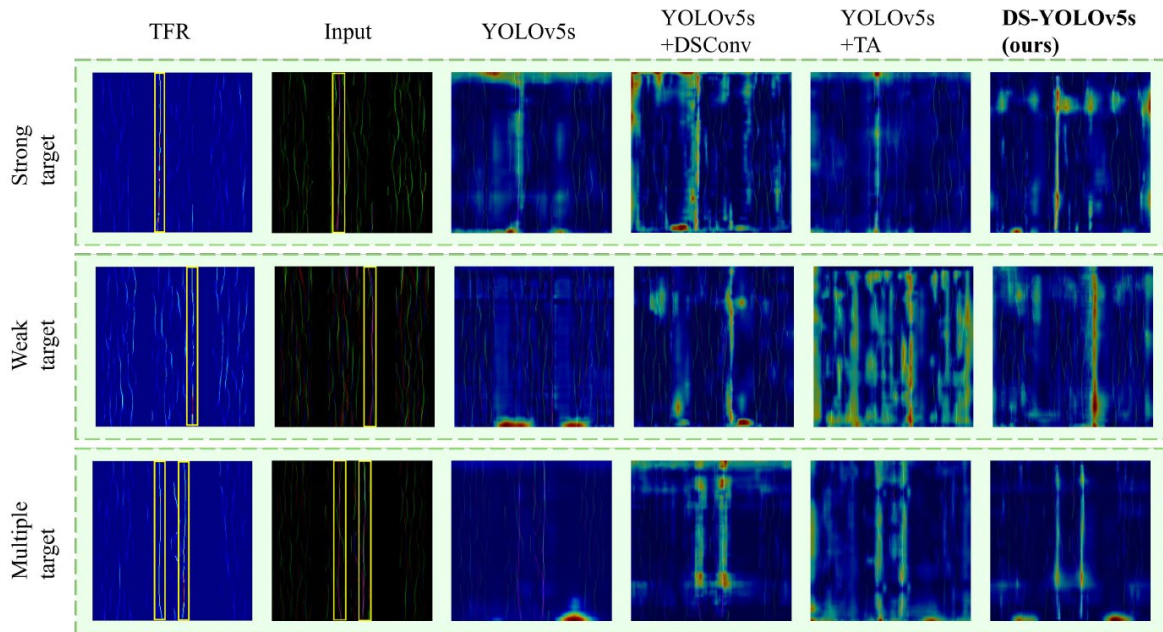 TFR
Input
YOLOv5s
YOLOv5s
+DSConv
YOLOv5s
+TA
DS-YOLOv5s
(ours)
Strong
target
Weak
target
Multiple
target